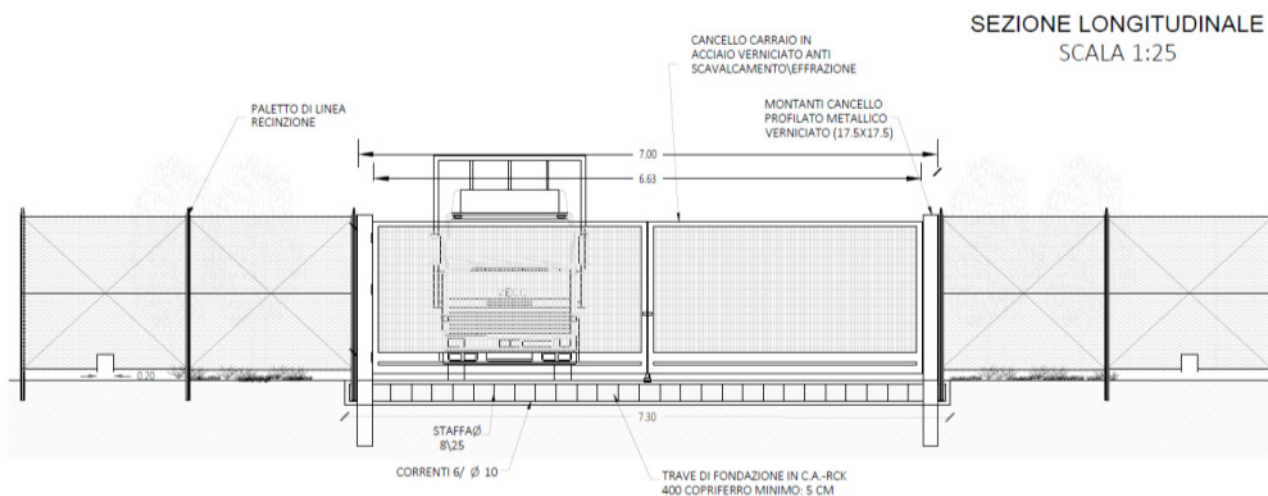 SEZIONE LONGITUDINALE
SCALA 1:25
CANCELLO CARRAIO IN
ACCIAIO VERNICIATO ANTI
SCAVALCAMENTO\EFFRAZIONE
PALETTO DI LINEA
RECINZIONE
MONTANTI CANCELLO
PROFILATO METALLICO
VERNICIATO (17.5X17.5)
7.00
6.63
0.20
7.30
STAFFAØ
8\25
CORRENTI 6/ Ø 10
TRAVE DI FONDAZIONE IN C.A.-RCK
400 COPRIFERRO MINIMO: 5 CM